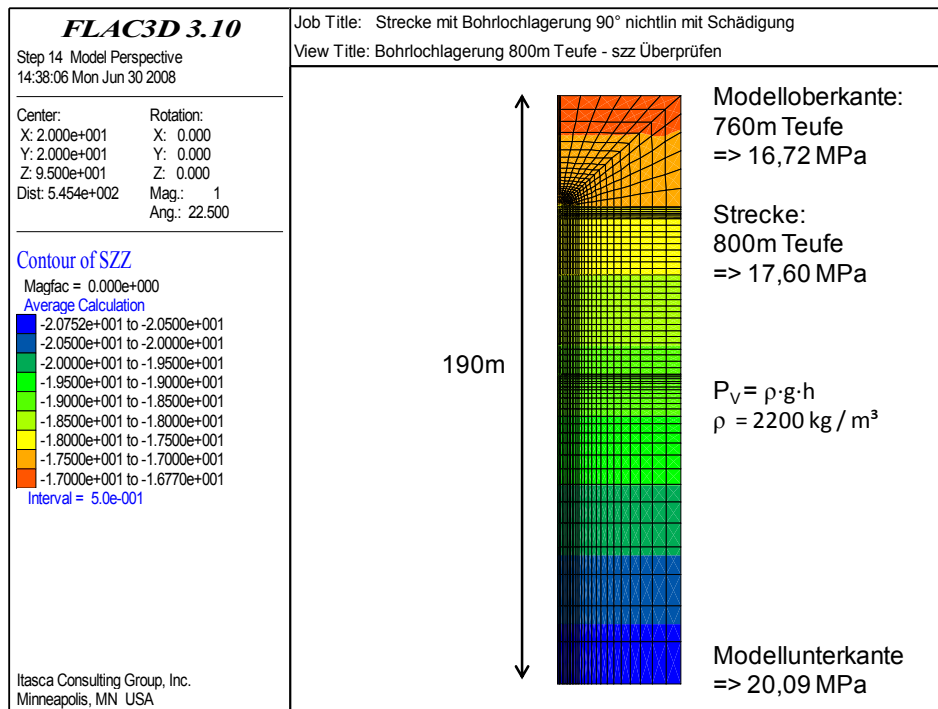 FLAC3D 3.10
Step 14 Model Perspective
14:38:06 Mon Jun 30 2008
Center:
X: 2.000e+001
Y: 2.000e+001
Z: 9.500e+001
Dist: 5.454e+002
Rotation:
X: 0.000
Y: 0.000
Z: 0.000
Mag.: 1
Ang.: 22.500
Contour of SZZ
Magfac = 0.000e+000
Average Calculation
-2.0752e+001 to -2.0500e+001
-2.0500e+001 to -2.0000e+001
-2.0000e+001 to -1.9500e+001
-1.9500e+001 to -1.9000e+001
-1.9000e+001 to -1.8500e+001
-1.8500e+001 to -1.8000e+001
-1.8000e+001 to -1.7500e+001
-1.7500e+001 to -1.7000e+001
-1.7000e+001 to -1.6770e+001
Interval = 5.0e-001
Itasca Consulting Group, Inc.
Minneapolis, MN USA
Job Title: Strecke mit Bohrlochlagerung 90° nichtlin mit Schädigung
View Title: Bohrlochlagerung 800m Teufe - szz Überprüfen
190m
Modelloberkante:
760m Teufe
=> 16,72 MPa
Strecke:
800m Teufe
=> 17,60 MPa
P_V = ρ·g·h
ρ = 2200 kg / m³
Modellunterkante
=> 20,09 MPa